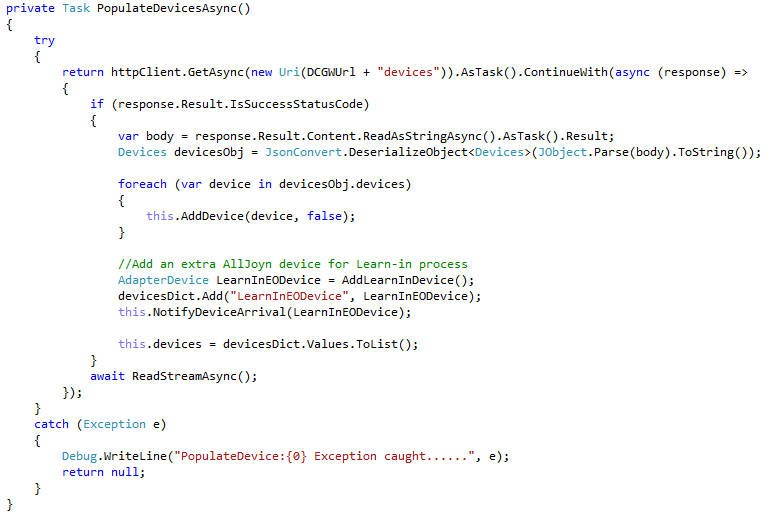 private Task PopulateDevicesAsync()
{
    try
    {
        return httpClient.GetAsync(new Uri(DCGWUrl + "devices")).AsTask().ContinueWith(async (response) =>
        {
            if (response.Result.IsSuccessStatusCode)
            {
                var body = response.Result.Content.ReadAsStringAsync().AsTask().Result;
                Devices devicesObj = JsonConvert.DeserializeObject<Devices>(JObject.Parse(body).ToString());

                foreach (var device in devicesObj.devices)
                {
                    this.AddDevice(device, false);
                }

                //Add an extra AllJoyn device for Learn-in process
                AdapterDevice LearnInEODevice = AddLearnInDevice();
                devicesDict.Add("LearnInEODevice", LearnInEODevice);
                this.NotifyDeviceArrival(LearnInEODevice);

                this.devices = devicesDict.Values.ToList();
            }
            await ReadStreamAsync();
        });
    }
    catch (Exception e)
    {
        Debug.WriteLine("PopulateDevice:{0} Exception caught......", e);
        return null;
    }
}